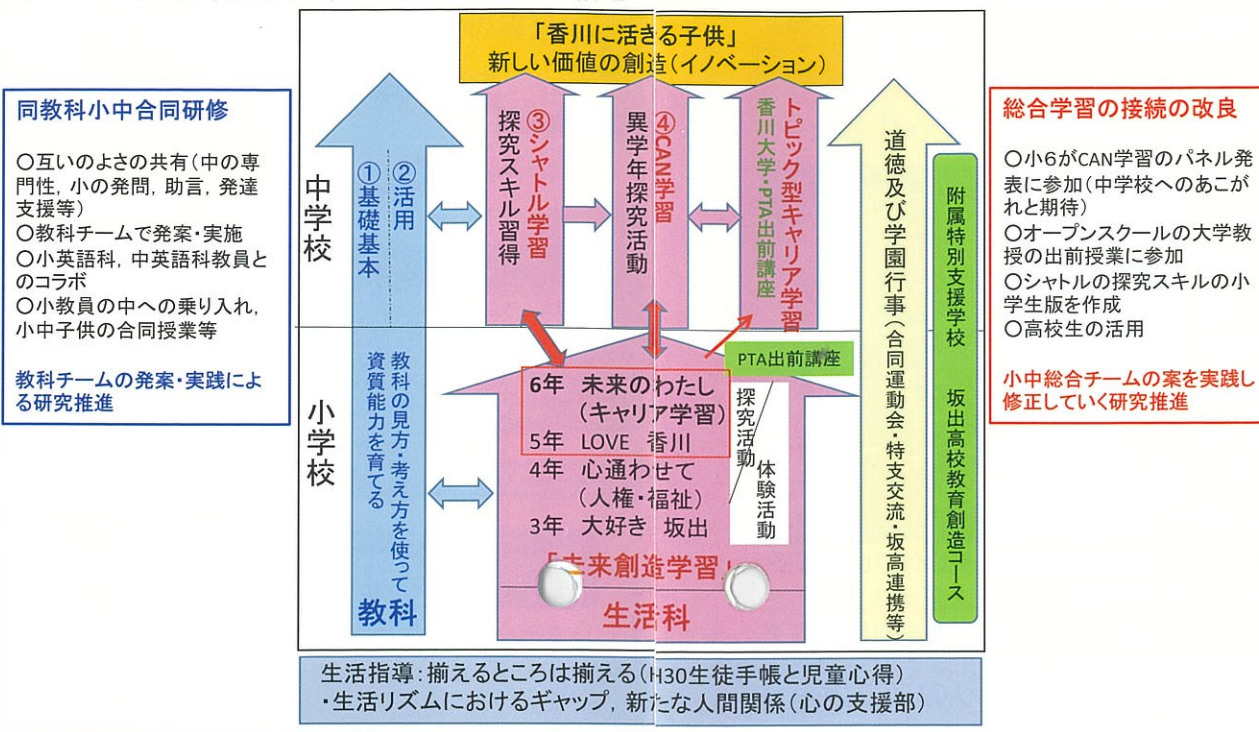 「香川に活きる子供」
新しい価値の創造(イノベーション)
同教科小中合同研修
○互いのよさの共有(中の専
門性, 小の発問, 助言, 発達
支援等)
○教科チームで発案・実施
○小英語科, 中英語科教員と
のコラボ
○小教員の中への乗り入れ,
小中子供の合同授業等
教科チームの発案・実践によ
る研究推進
中学校
小学校
①基礎基本
②活用
教科の見方・考え方を使って
資質能力を育てる
教科
③シャトル学習
探究スキル習得
④CAN学習
異学年探究活動
トピック型キャリア学習
香川大学・PTA出前講座
PTA出前講座
6年 未来のわたし
(キャリア学習)
5年 LOVE 香川
4年 心通わせて
(人権・福祉)
3年 大好き 坂出
「未来創造学習」
生活科
探究活動
体験活動
道徳及び学園行事(合同運動会・特支交流・坂高連携等)
附属特別支援学校 坂出高校教育創造コース
総合学習の接続の改良
○小6がCAN学習のパネル発
表に参加(中学校へのあこが
れと期待)
○オープンスクールの大学教
授の出前授業に参加
○シャトルの探究スキルの小
学生版を作成
○高校生の活用
小中総合チームの案を実践し
修正していく研究推進
生活指導:揃えるところは揃える(H30生徒手帳と児童心得)
・生活リズムにおけるギャップ, 新たな人間関係(心の支援部)